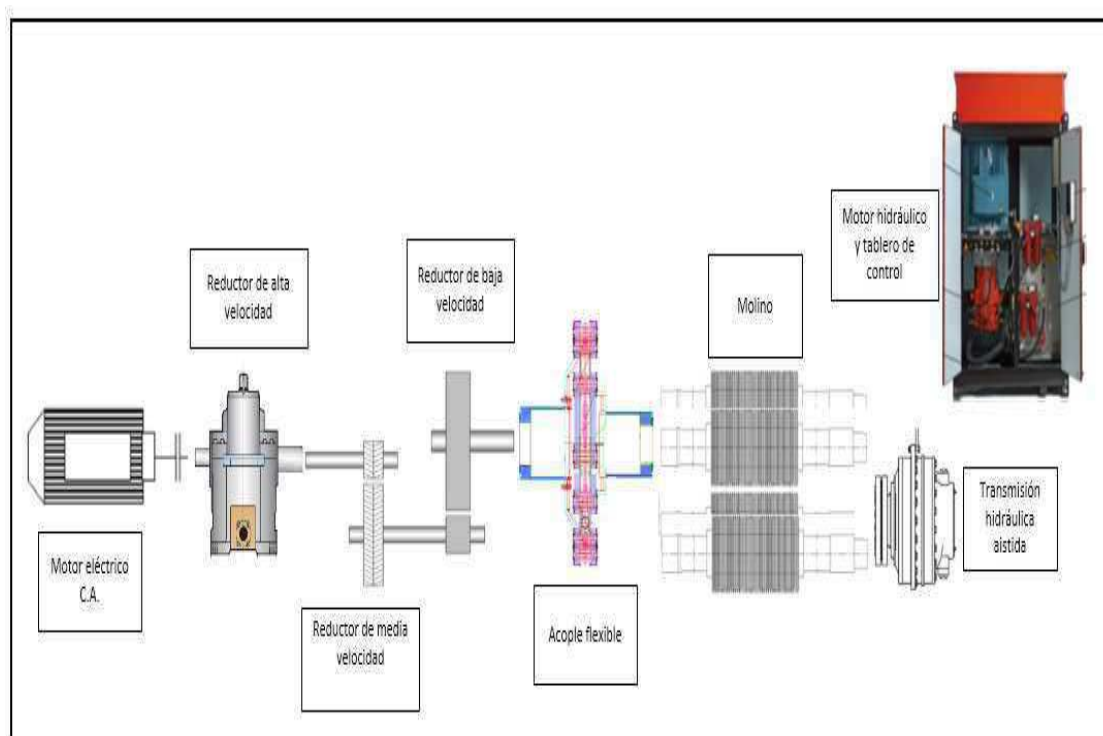 Motor hidráulico
y tablero de
control
Reductor de alta
velocidad
Reductor de baja
velocidad
Molino
Motor eléctrico
C.A.
Reductor de media
velocidad
Acople flexible
Transmisión
hidráulica
aistida